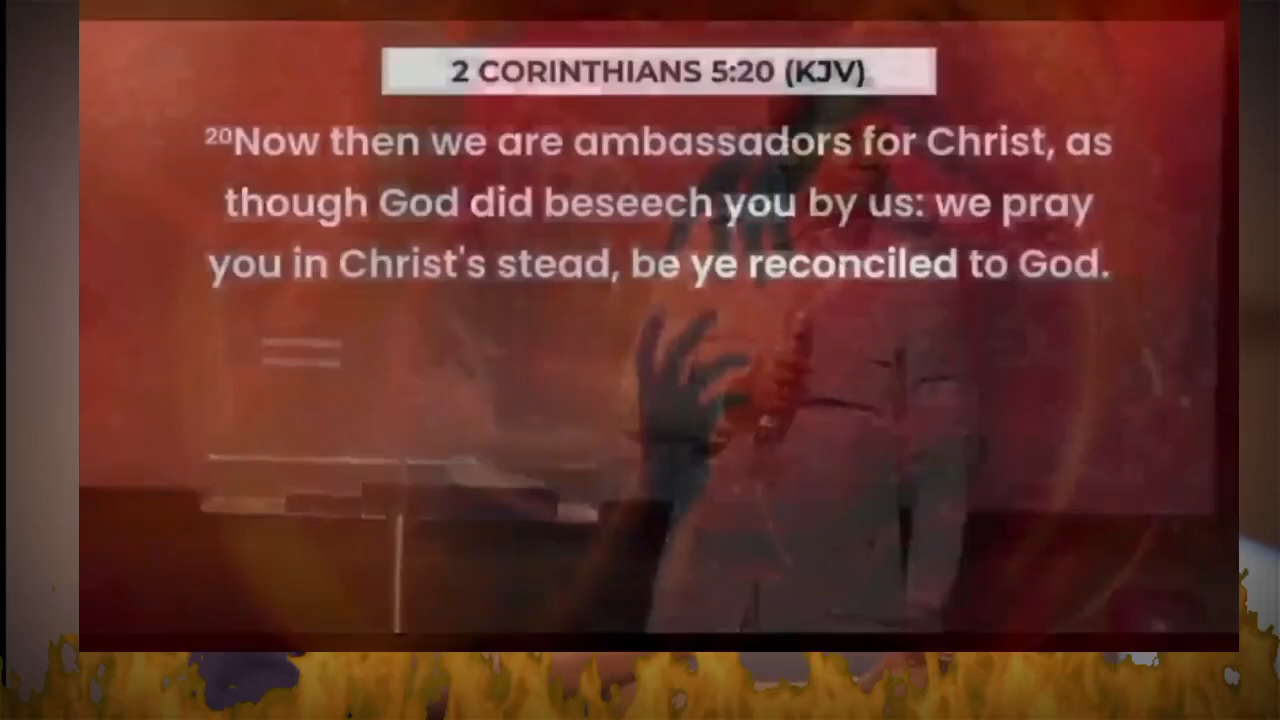 2 CORINTHIANS 5:20 (KJV)
²⁰Now then we are ambassadors for Christ, as
though God did beseech you by us: we pray
you in Christ's stead, be ye reconciled to God.